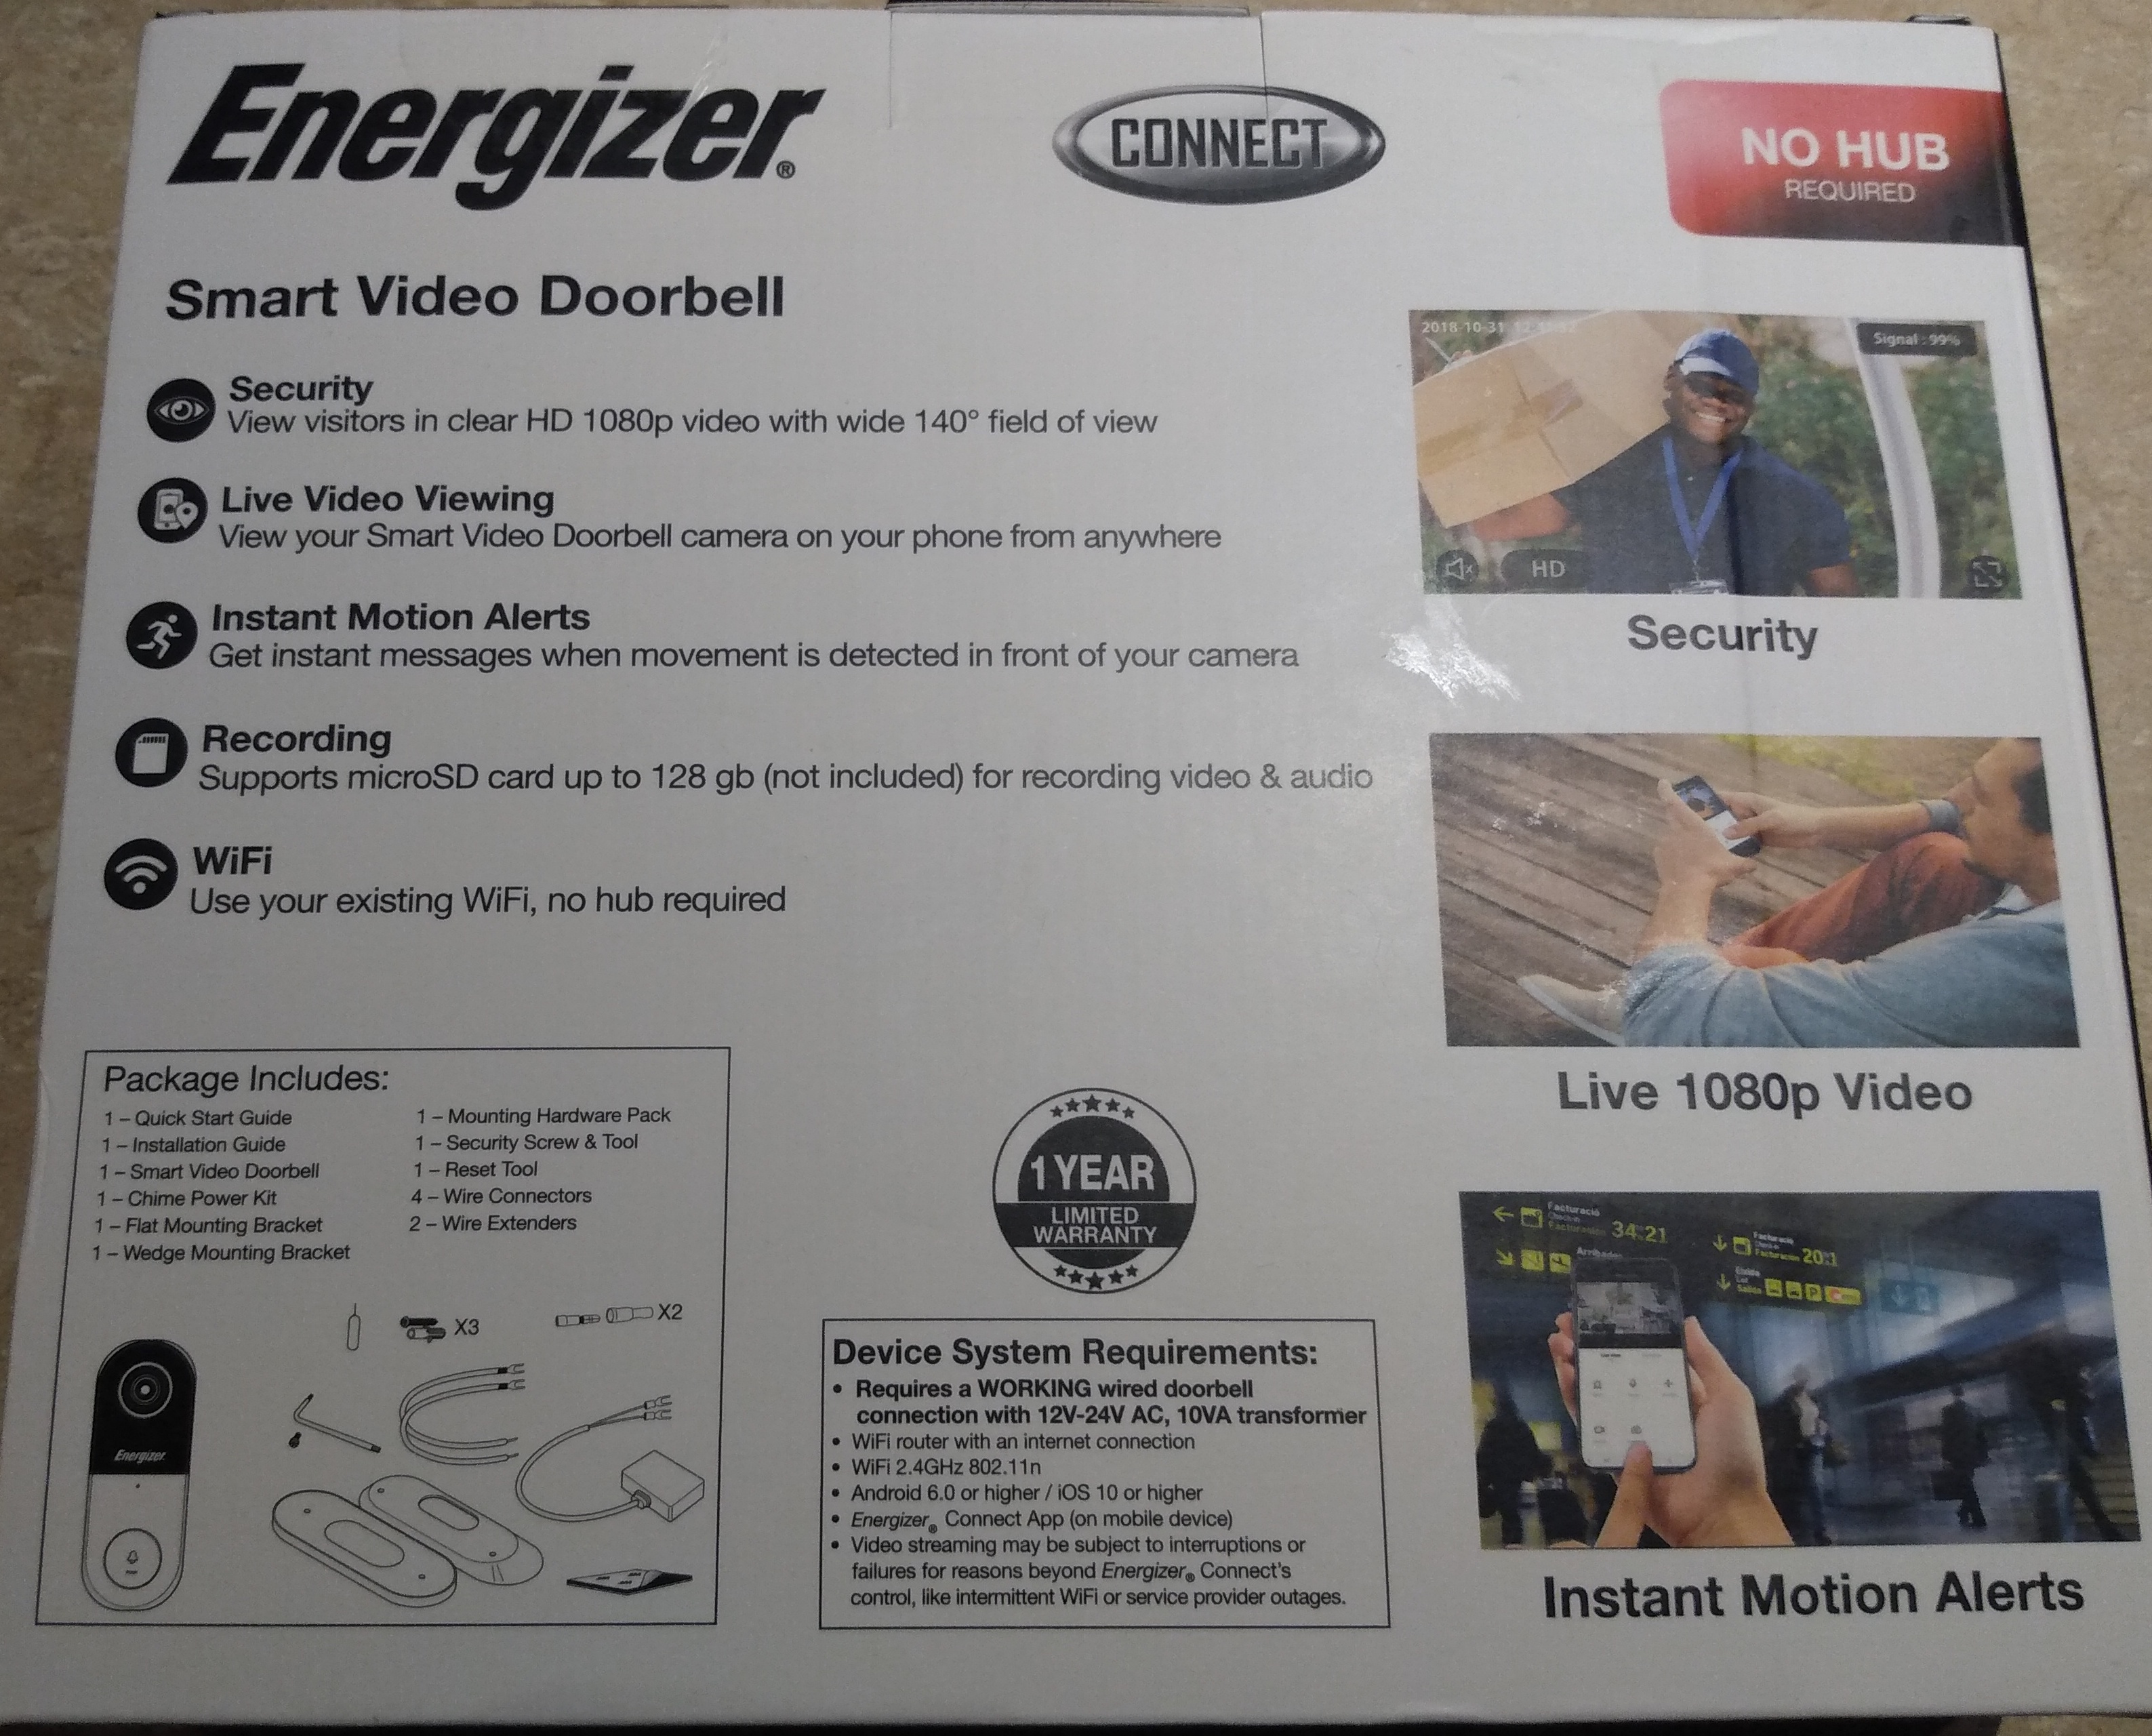 Energizer®
CONNECT
NO HUB
REQUIRED
Smart Video Doorbell
Security
View visitors in clear HD 1080p video with wide 140° field of view
Live Video Viewing
View your Smart Video Doorbell camera on your phone from anywhere
Instant Motion Alerts
Get instant messages when movement is detected in front of your camera
Recording
Supports microSD card up to 128 gb (not included) for recording video & audio
WiFi
Use your existing WiFi, no hub required
2018-10-31
Signal : 99%
HD
Security
Live 1080p Video
Facturació
Check-in
Facturación 34:21
Facturació
Facturación
P
Instant Motion Alerts
Package Includes:
1 – Quick Start Guide
1 – Installation Guide
1 – Smart Video Doorbell
1 – Chime Power Kit
1 – Flat Mounting Bracket
1 – Wedge Mounting Bracket
1 – Mounting Hardware Pack
1 – Security Screw & Tool
1 – Reset Tool
4 – Wire Connectors
2 – Wire Extenders
X3
X2
Energizer
1 YEAR
LIMITED
WARRANTY
Device System Requirements:
• Requires a WORKING wired doorbell
connection with 12V-24V AC, 10VA transformer
• WiFi router with an internet connection
• WiFi 2.4GHz 802.11n
• Android 6.0 or higher / iOS 10 or higher
• Energizer® Connect App (on mobile device)
• Video streaming may be subject to interruptions or
failures for reasons beyond Energizer® Connect's
control, like intermittent WiFi or service provider outages.